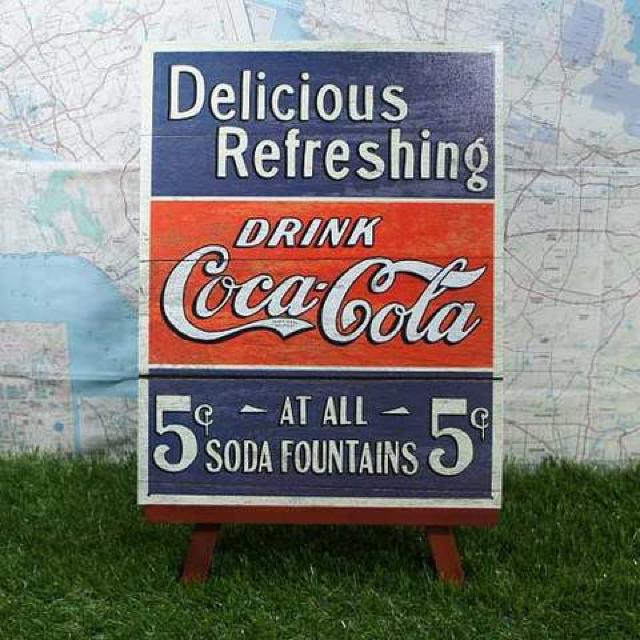 Delicious
Refreshing
DRINK
Coca-Cola
5¢ AT ALL 5¢
SODA FOUNTAINS